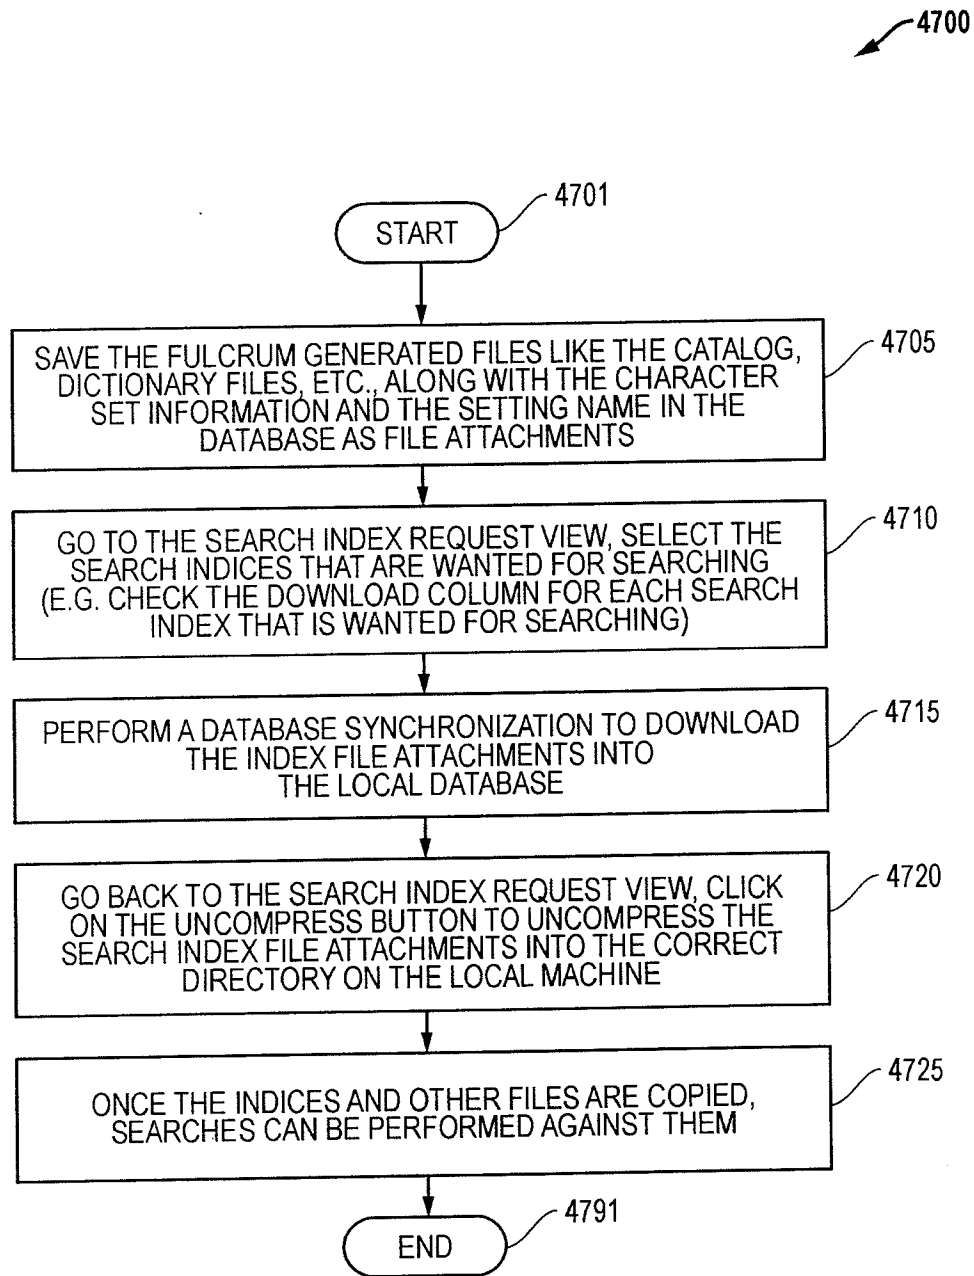 4700
4701
START
4705
SAVE THE FULCRUM GENERATED FILES LIKE THE CATALOG,
DICTIONARY FILES, ETC., ALONG WITH THE CHARACTER
SET INFORMATION AND THE SETTING NAME IN THE
DATABASE AS FILE ATTACHMENTS
4710
GO TO THE SEARCH INDEX REQUEST VIEW, SELECT THE
SEARCH INDICES THAT ARE WANTED FOR SEARCHING
(E.G. CHECK THE DOWNLOAD COLUMN FOR EACH SEARCH
INDEX THAT IS WANTED FOR SEARCHING)
4715
PERFORM A DATABASE SYNCHRONIZATION TO DOWNLOAD
THE INDEX FILE ATTACHMENTS INTO
THE LOCAL DATABASE
4720
GO BACK TO THE SEARCH INDEX REQUEST VIEW, CLICK
ON THE UNCOMPRESS BUTTON TO UNCOMPRESS THE
SEARCH INDEX FILE ATTACHMENTS INTO THE CORRECT
DIRECTORY ON THE LOCAL MACHINE
4725
ONCE THE INDICES AND OTHER FILES ARE COPIED,
SEARCHES CAN BE PERFORMED AGAINST THEM
4791
END